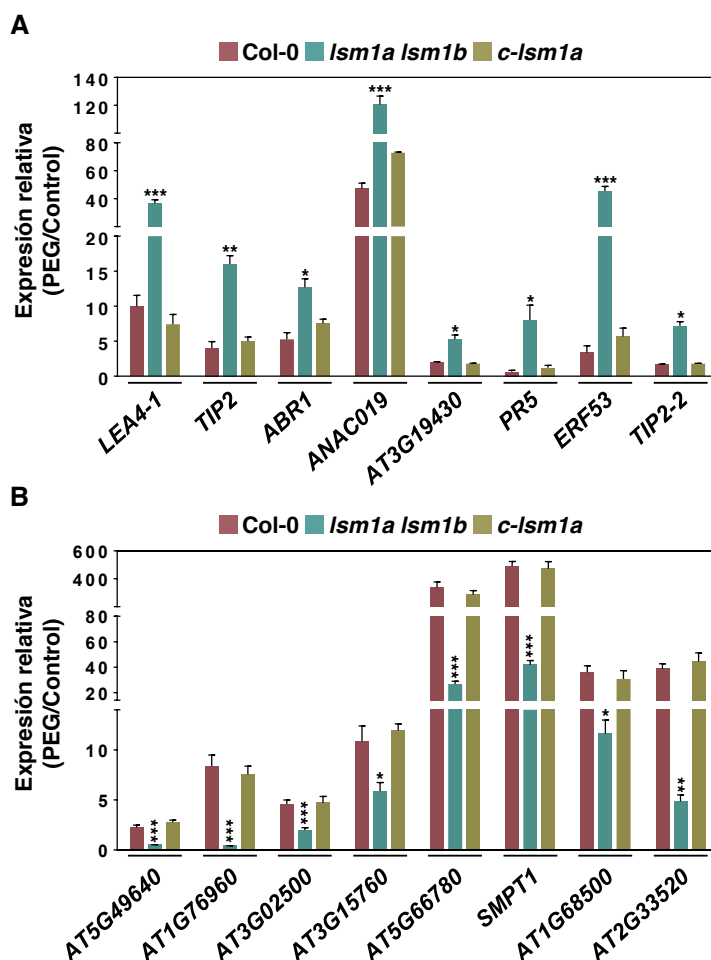 A
Col-0 lsm1a lsm1b c-lsm1a
Expresión relativa
(PEG/Control)
140
120
100
80
60
40
20
15
10
5
0
***
**
*
***
*
*
***
*
LEA4-1
TIP2
ABR1
ANAC019
AT3G19430
PR5
ERF53
TIP2-2
B
Col-0 lsm1a lsm1b c-lsm1a
Expresión relativa
(PEG/Control)
600
400
80
60
40
20
10
5
0
***
***
***
*
***
***
*
**
AT5G49640
AT1G76960
AT3G02500
AT3G15760
AT5G66780
SMPT1
AT1G68500
AT2G33520